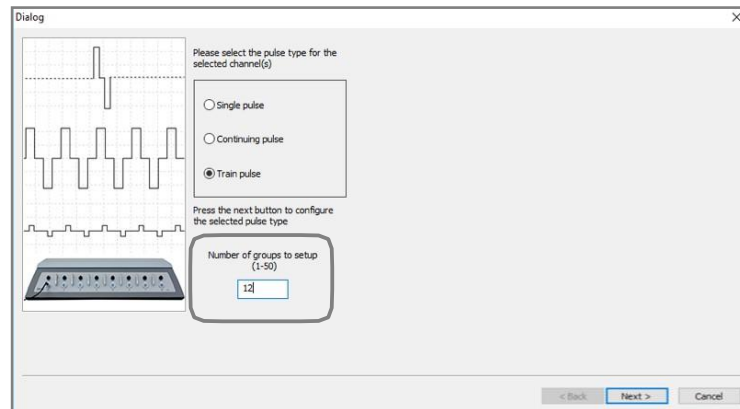 Dialog
Please select the pulse type for the
selected channel(s)
Single pulse
Continuing pulse
Train pulse
Press the next button to configure
the selected pulse type
Number of groups to setup
(1-50)
12
< Back
Next >
Cancel